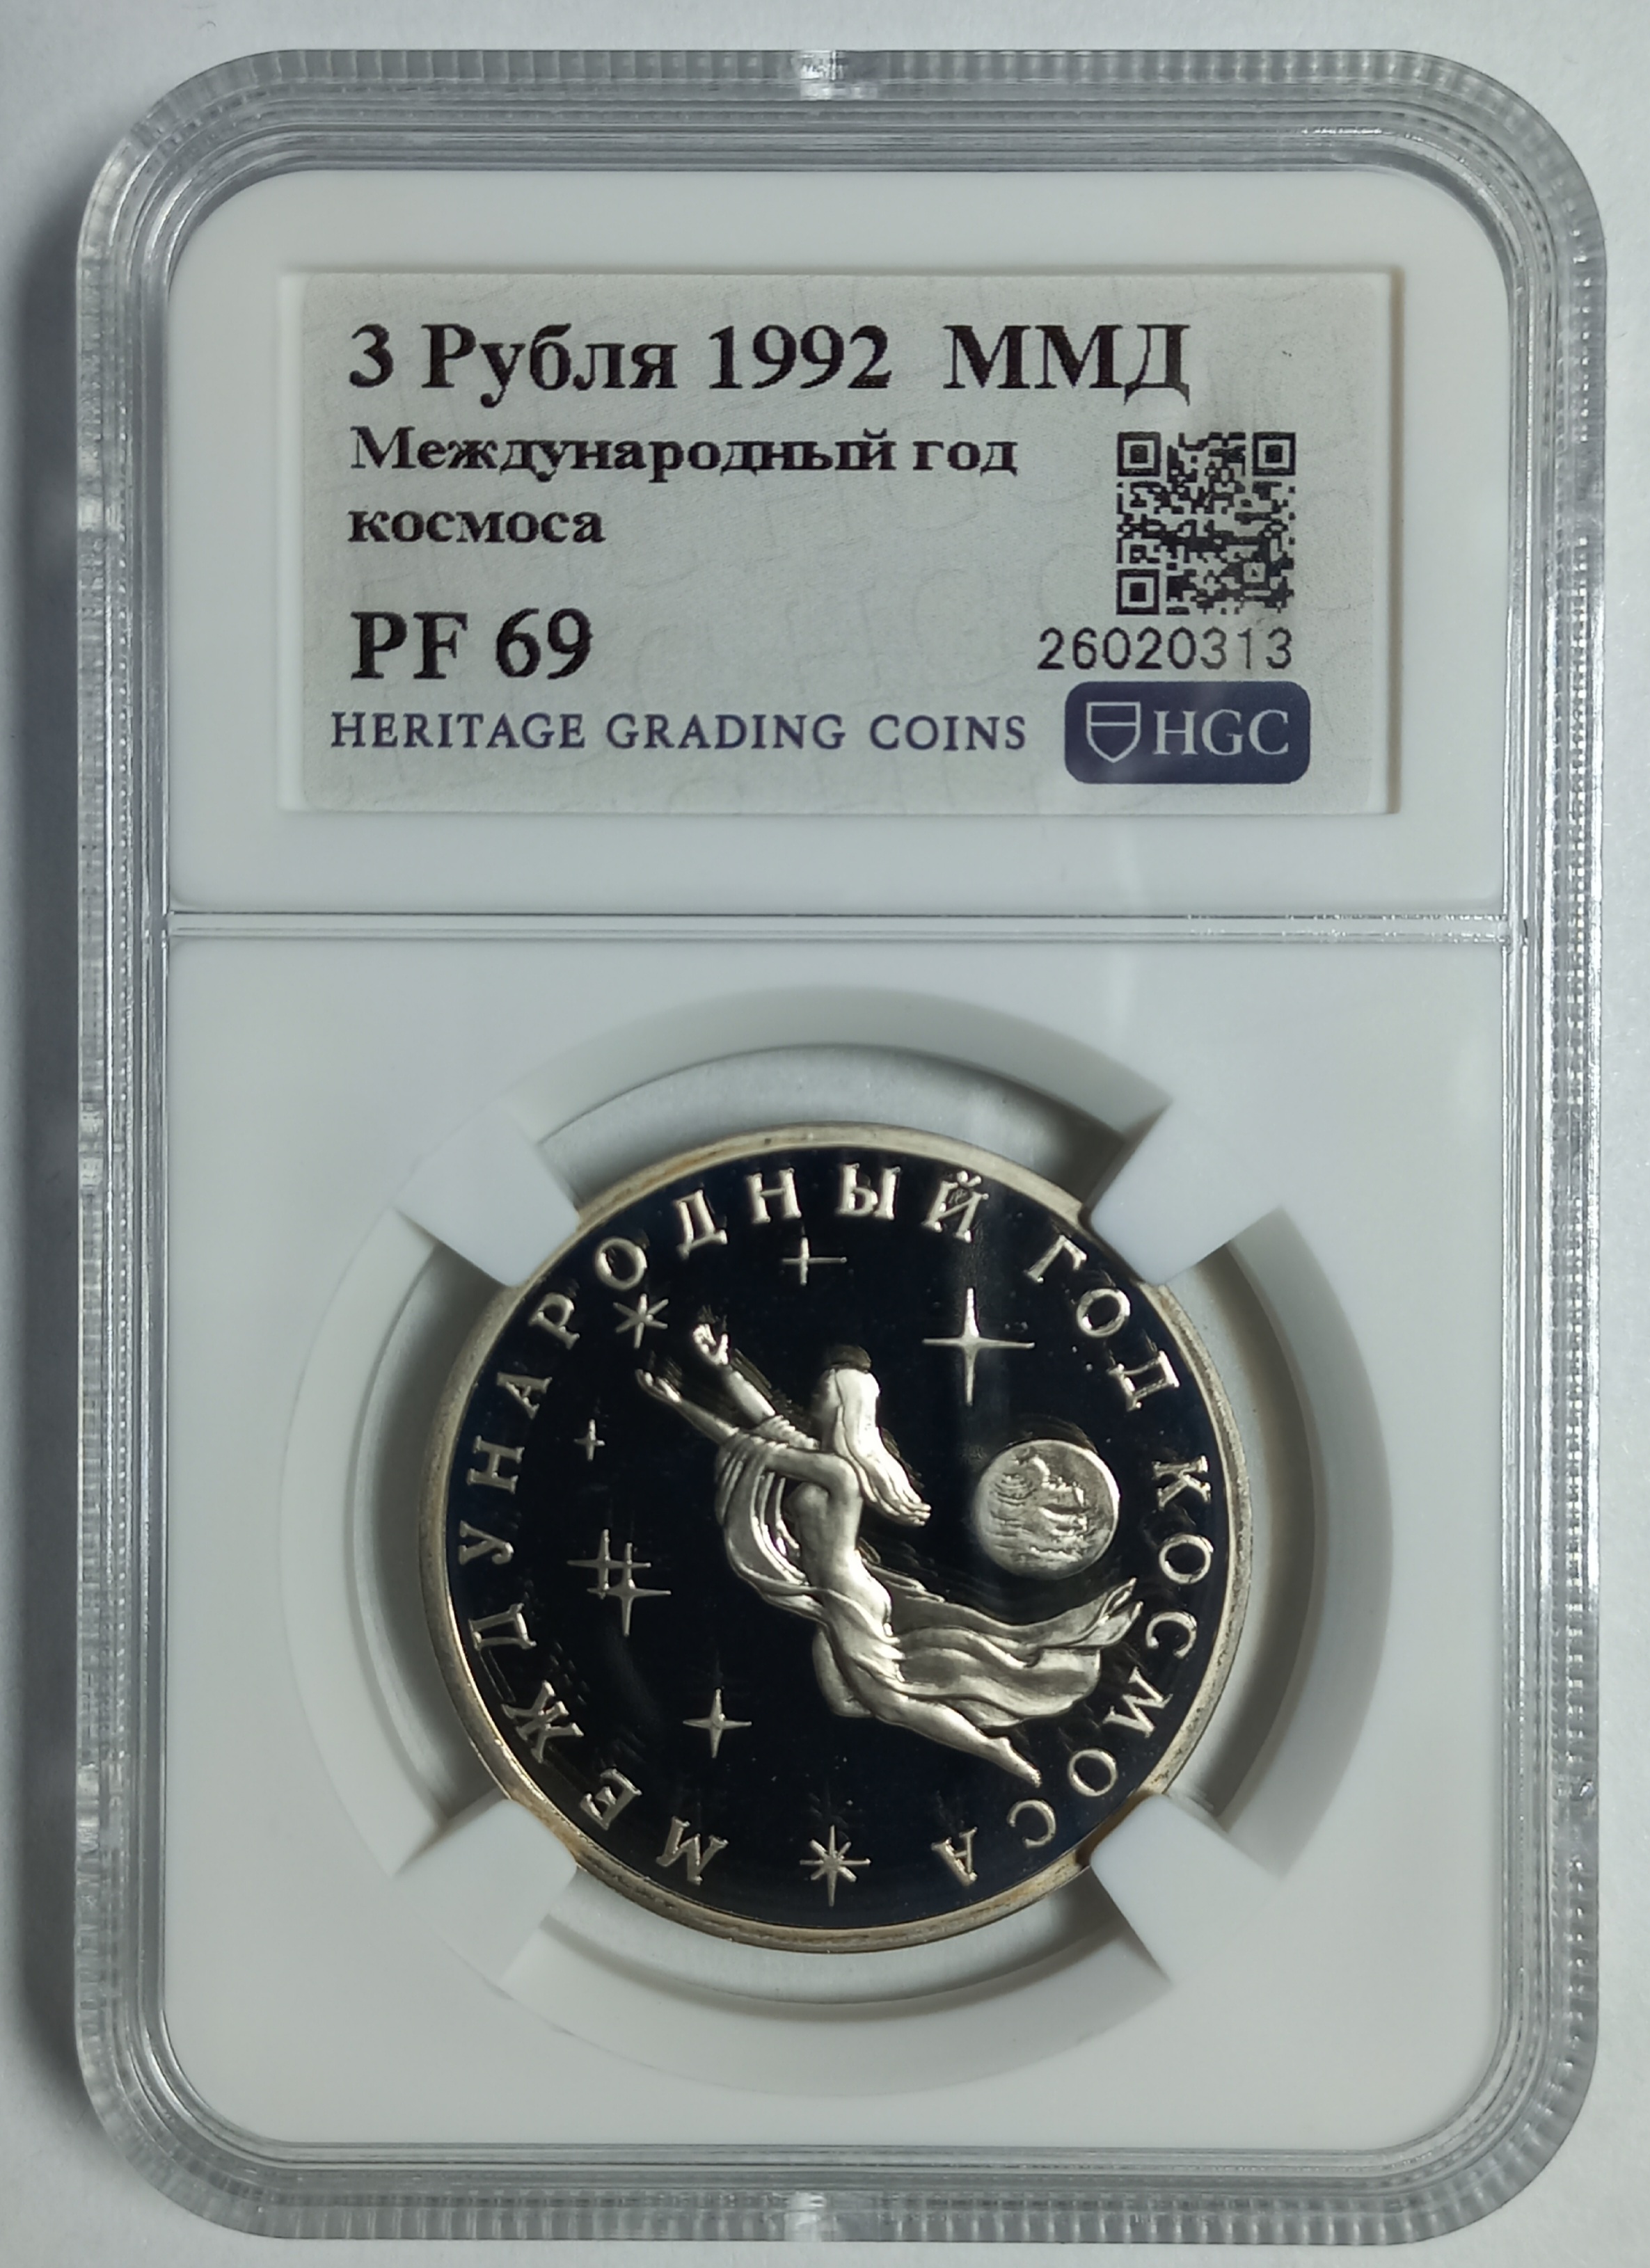 3 Рубля 1992 ММД
Международный год
космоса
PF 69
26020313
HERITAGE GRADING COINS
HGC
МЕЖДУНАРОДНЫЙ ГОД КОСМОСА